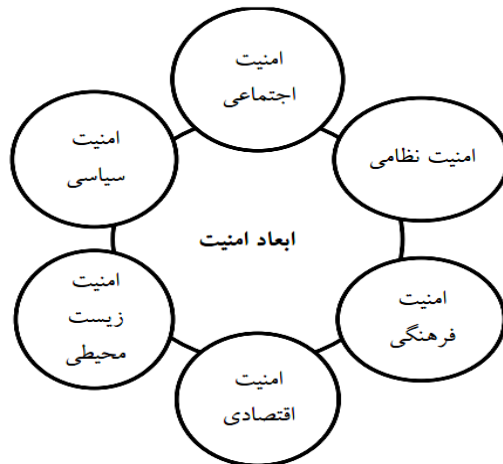 امنیت
اجتماعی
امنیت نظامی
امنیت
سیاسی
ابعاد امنیت
امنیت
فرهنگی
امنیت
زیست
محیطی
امنیت
اقتصادی